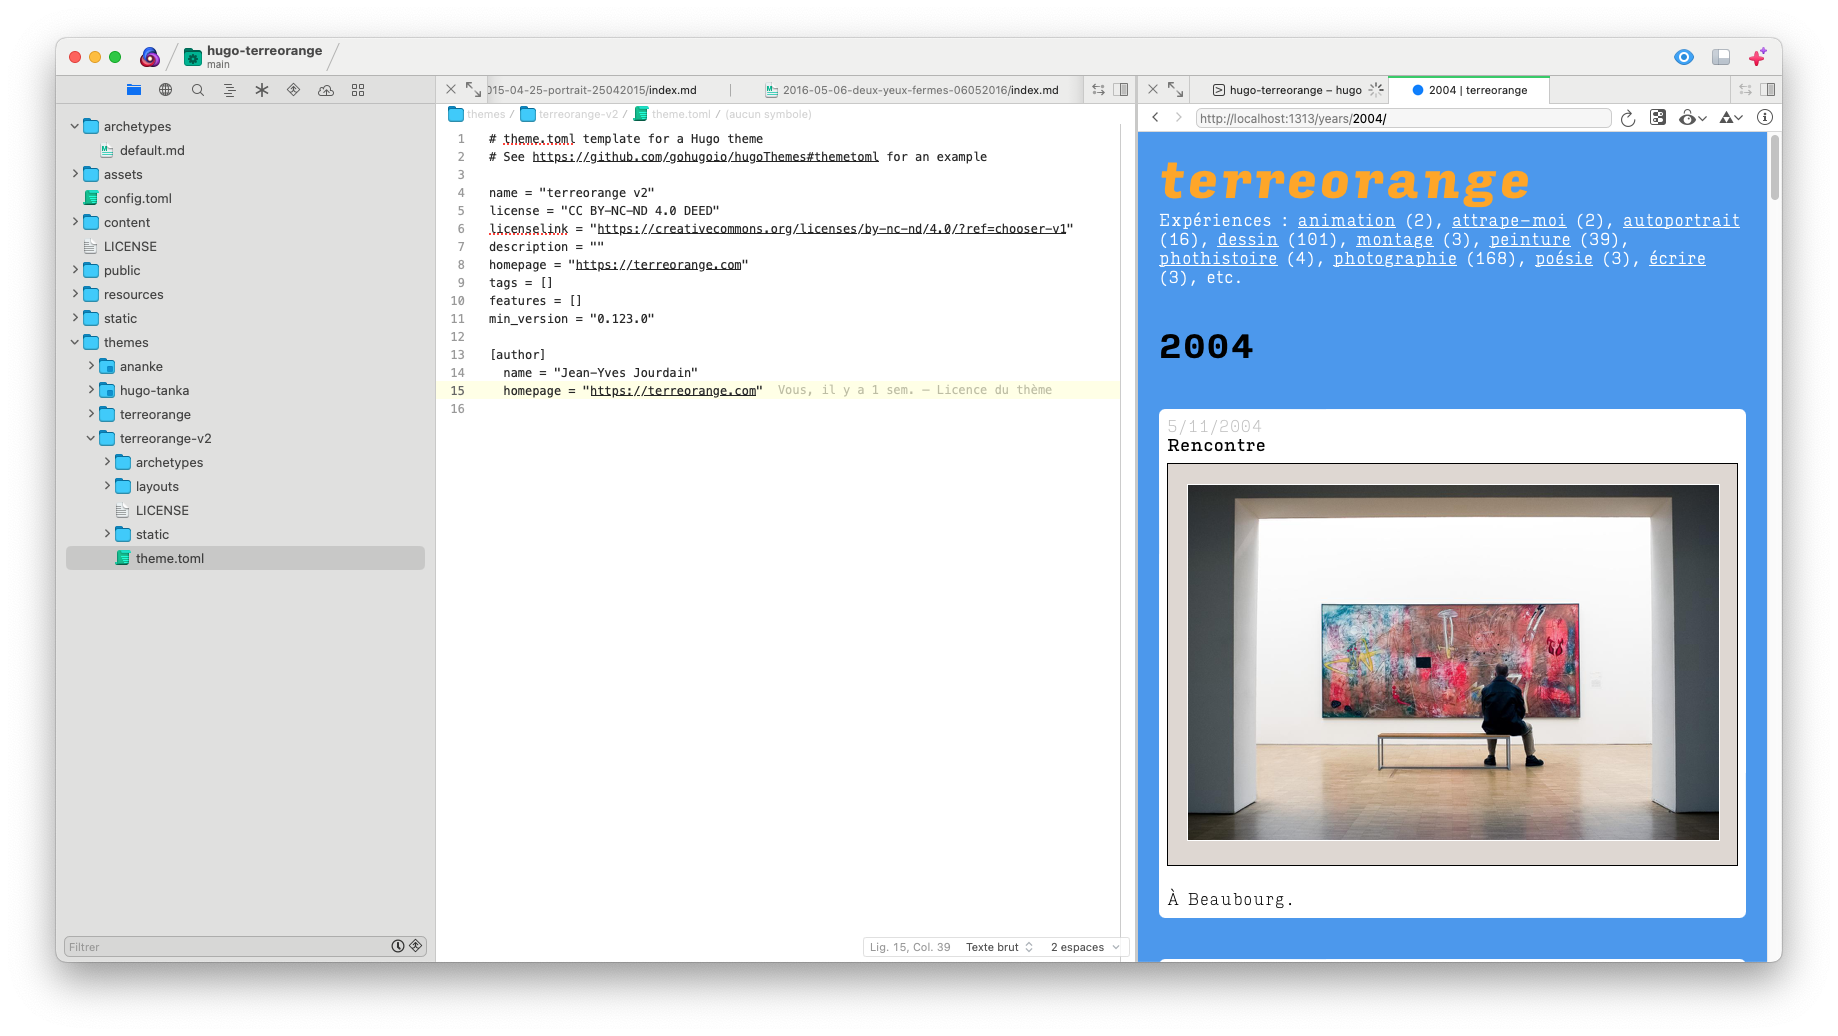 hugo-terreorange
main
archetypes
default.md
assets
config.toml
content
LICENSE
public
resources
static
themes
ananke
hugo-tanka
terreorange
terreorange-v2
archetypes
layouts
LICENSE
static
theme.toml
Filtrer
015-04-25-portrait-25042015/index.md
2016-05-06-deux-yeux-fermes-06052016/index.md
themes / terreorange-v2 / theme.toml / (aucun symbole)
1 # theme.toml template for a Hugo theme
2 # See https://github.com/gohugoio/hugoThemes#themetoml for an example
3
4 name = "terreorange v2"
5 license = "CC BY-NC-ND 4.0 DEED"
6 licenselink = "https://creativecommons.org/licenses/by-nc-nd/4.0/?ref=chooser-v1"
7 description = ""
8 homepage = "https://terreorange.com"
9 tags = []
10 features = []
11 min_version = "0.123.0"
12
13 [author]
14 name = "Jean-Yves Jourdain"
15 homepage = "https://terreorange.com" Vous, il y a 1 sem. — Licence du thème
16
Lig. 15, Col. 39 Texte brut 2 espaces
hugo-terreorange – hugo
2004 | terreorange
http://localhost:1313/years/2004/
terreorange
Expériences : animation (2), attrape-moi (2), autoportrait
(16), dessin (101), montage (3), peinture (39),
phothistoire (4), photographie (168), poésie (3), écrire
(3), etc.
2004
5/11/2004
Rencontre
À Beaubourg.